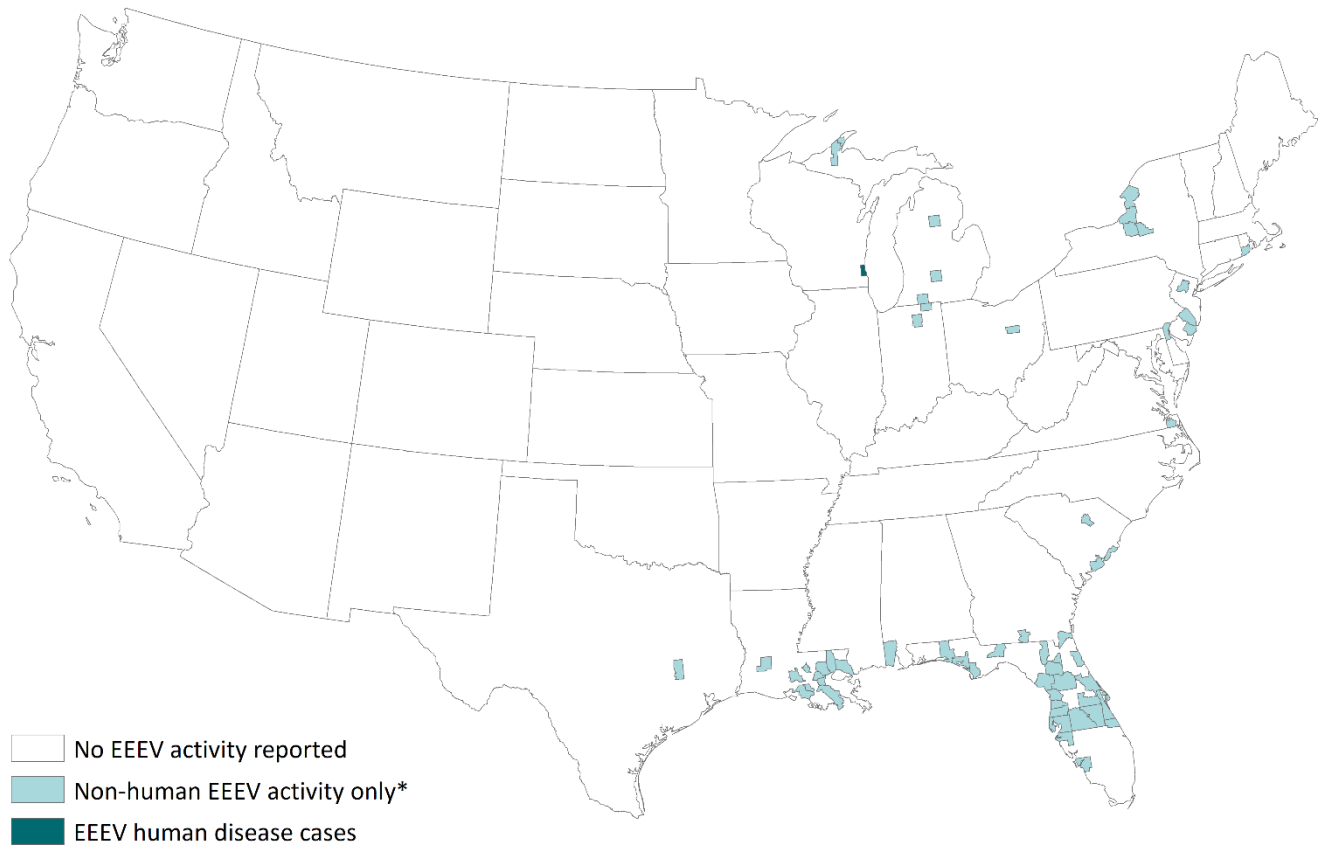 No EEEV activity reported
Non-human EEEV activity only*
EEEV human disease cases